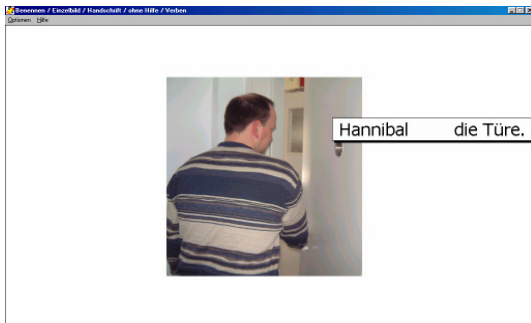 Benennen / Einzelbild / Handschrift / ohne Hilfe / Verben
Optionen Hilfe
Hannibal die Türe.